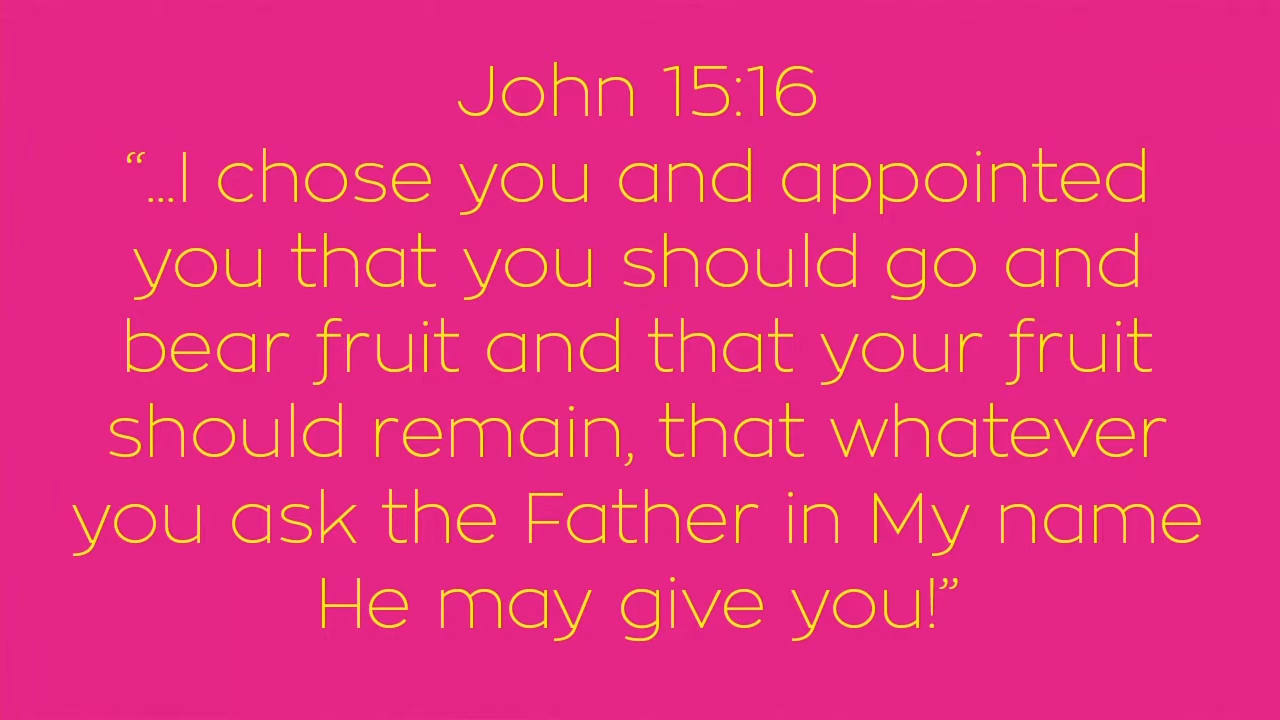 John 15:16
“...I chose you and appointed
you that you should go and
bear fruit and that your fruit
should remain, that whatever
you ask the Father in My name
He may give you!”